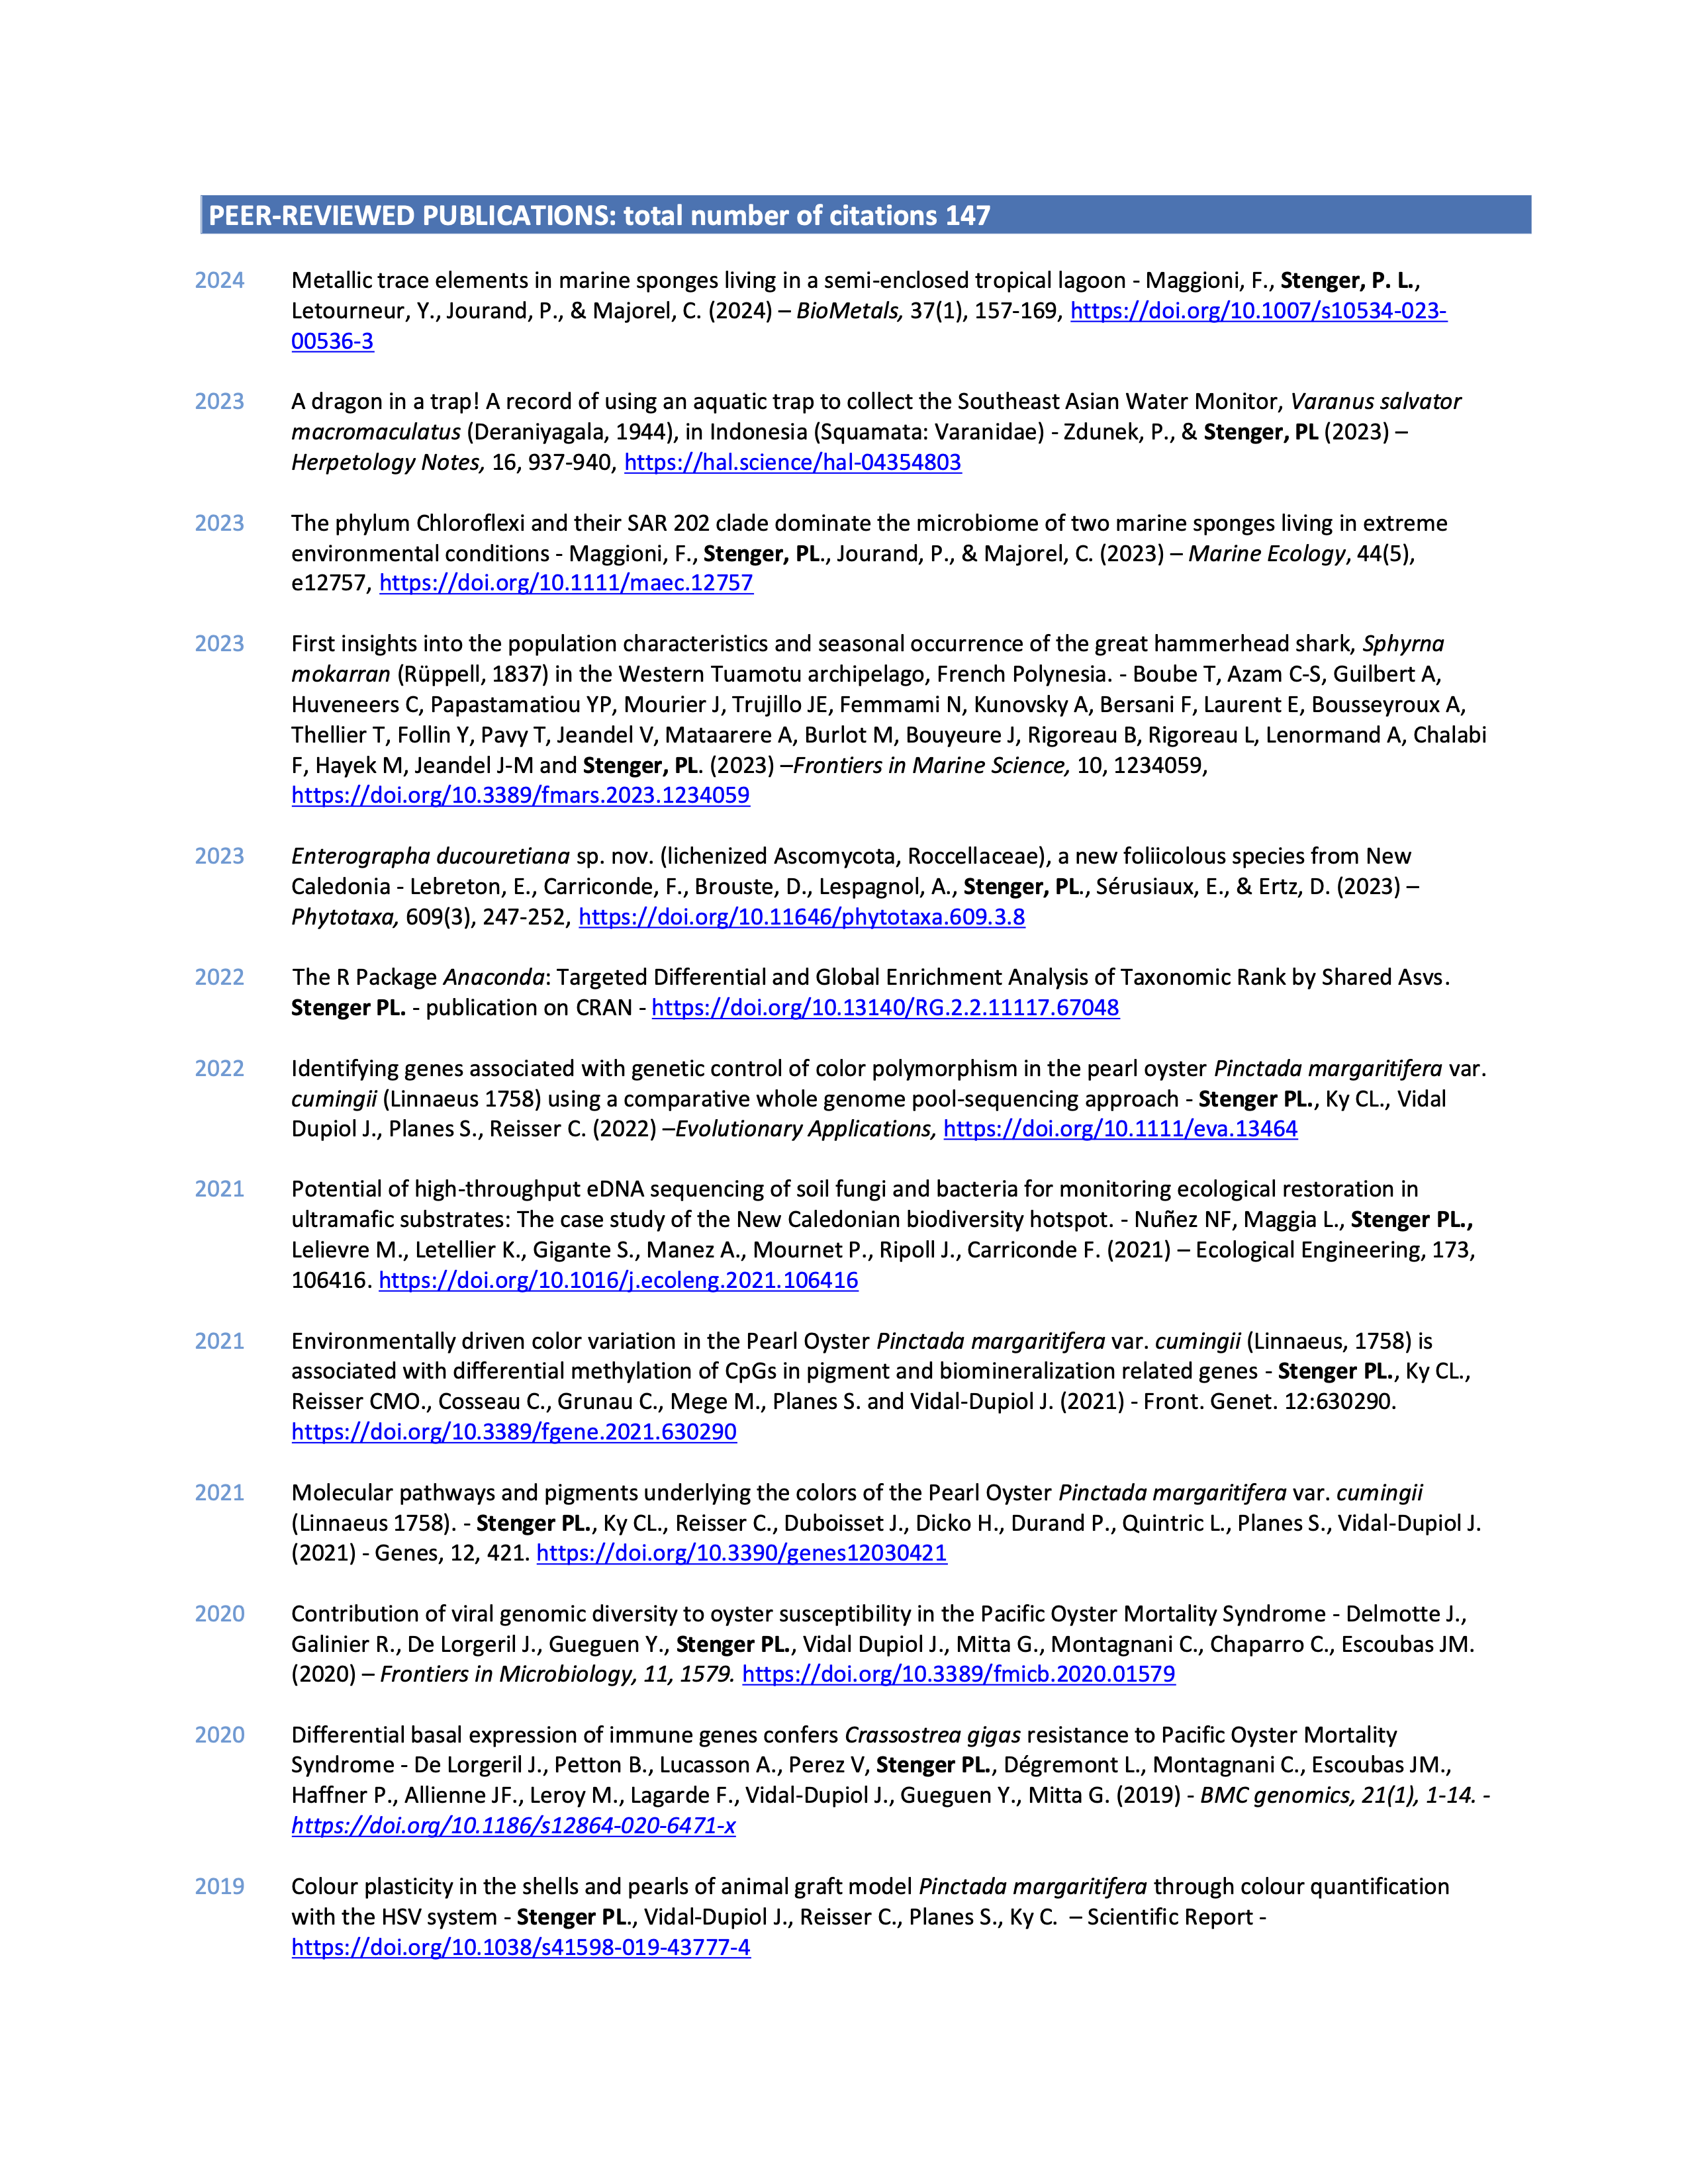 PEER-REVIEWED PUBLICATIONS: total number of citations 147
2024 Metallic trace elements in marine sponges living in a semi-enclosed tropical lagoon - Maggioni, F., Stenger, P. L.,
Letourneur, Y., Jourand, P., & Majorel, C. (2024) – BioMetals, 37(1), 157-169, https://doi.org/10.1007/s10534-023-
00536-3
2023 A dragon in a trap! A record of using an aquatic trap to collect the Southeast Asian Water Monitor, Varanus salvator
macromaculatus (Deraniyagala, 1944), in Indonesia (Squamata: Varanidae) - Zdunek, P., & Stenger, PL (2023) –
Herpetology Notes, 16, 937-940, https://hal.science/hal-04354803
2023 The phylum Chloroflexi and their SAR 202 clade dominate the microbiome of two marine sponges living in extreme
environmental conditions - Maggioni, F., Stenger, PL., Jourand, P., & Majorel, C. (2023) – Marine Ecology, 44(5),
e12757, https://doi.org/10.1111/maec.12757
2023 First insights into the population characteristics and seasonal occurrence of the great hammerhead shark, Sphyrna
mokarran (Rüppell, 1837) in the Western Tuamotu archipelago, French Polynesia. - Boube T, Azam C-S, Guilbert A,
Huveneers C, Papastamatiou YP, Mourier J, Trujillo JE, Femmami N, Kunovsky A, Bersani F, Laurent E, Bousseyroux A,
Thellier T, Follin Y, Pavy T, Jeandel V, Mataarere A, Burlot M, Bouyeure J, Rigoreau B, Rigoreau L, Lenormand A, Chalabi
F, Hayek M, Jeandel J-M and Stenger, PL. (2023) –Frontiers in Marine Science, 10, 1234059,
https://doi.org/10.3389/fmars.2023.1234059
2023 Enterographa ducouretiana sp. nov. (lichenized Ascomycota, Roccellaceae), a new foliicolous species from New
Caledonia - Lebreton, E., Carriconde, F., Brouste, D., Lespagnol, A., Stenger, PL., Sérusiaux, E., & Ertz, D. (2023) –
Phytotaxa, 609(3), 247-252, https://doi.org/10.11646/phytotaxa.609.3.8
2022 The R Package Anaconda: Targeted Differential and Global Enrichment Analysis of Taxonomic Rank by Shared Asvs.
Stenger PL. - publication on CRAN - https://doi.org/10.13140/RG.2.2.11117.67048
2022 Identifying genes associated with genetic control of color polymorphism in the pearl oyster Pinctada margaritifera var.
cumingii (Linnaeus 1758) using a comparative whole genome pool-sequencing approach - Stenger PL., Ky CL., Vidal
Dupiol J., Planes S., Reisser C. (2022) –Evolutionary Applications, https://doi.org/10.1111/eva.13464
2021 Potential of high-throughput eDNA sequencing of soil fungi and bacteria for monitoring ecological restoration in
ultramafic substrates: The case study of the New Caledonian biodiversity hotspot. - Nuñez NF, Maggia L., Stenger PL.,
Lelievre M., Letellier K., Gigante S., Manez A., Mournet P., Ripoll J., Carriconde F. (2021) – Ecological Engineering, 173,
106416. https://doi.org/10.1016/j.ecoleng.2021.106416
2021 Environmentally driven color variation in the Pearl Oyster Pinctada margaritifera var. cumingii (Linnaeus, 1758) is
associated with differential methylation of CpGs in pigment and biomineralization related genes - Stenger PL., Ky CL.,
Reisser CMO., Cosseau C., Grunau C., Mege M., Planes S. and Vidal-Dupiol J. (2021) - Front. Genet. 12:630290.
https://doi.org/10.3389/fgene.2021.630290
2021 Molecular pathways and pigments underlying the colors of the Pearl Oyster Pinctada margaritifera var. cumingii
(Linnaeus 1758). - Stenger PL., Ky CL., Reisser C., Duboisset J., Dicko H., Durand P., Quintric L., Planes S., Vidal-Dupiol J.
(2021) - Genes, 12, 421. https://doi.org/10.3390/genes12030421
2020 Contribution of viral genomic diversity to oyster susceptibility in the Pacific Oyster Mortality Syndrome - Delmotte J.,
Galinier R., De Lorgeril J., Gueguen Y., Stenger PL., Vidal Dupiol J., Mitta G., Montagnani C., Chaparro C., Escoubas JM.
(2020) – Frontiers in Microbiology, 11, 1579. https://doi.org/10.3389/fmicb.2020.01579
2020 Differential basal expression of immune genes confers Crassostrea gigas resistance to Pacific Oyster Mortality
Syndrome - De Lorgeril J., Petton B., Lucasson A., Perez V, Stenger PL., Dégremont L., Montagnani C., Escoubas JM.,
Haffner P., Allienne JF., Leroy M., Lagarde F., Vidal-Dupiol J., Gueguen Y., Mitta G. (2019) - BMC genomics, 21(1), 1-14. -
https://doi.org/10.1186/s12864-020-6471-x
2019 Colour plasticity in the shells and pearls of animal graft model Pinctada margaritifera through colour quantification
with the HSV system - Stenger PL., Vidal-Dupiol J., Reisser C., Planes S., Ky C. – Scientific Report -
https://doi.org/10.1038/s41598-019-43777-4